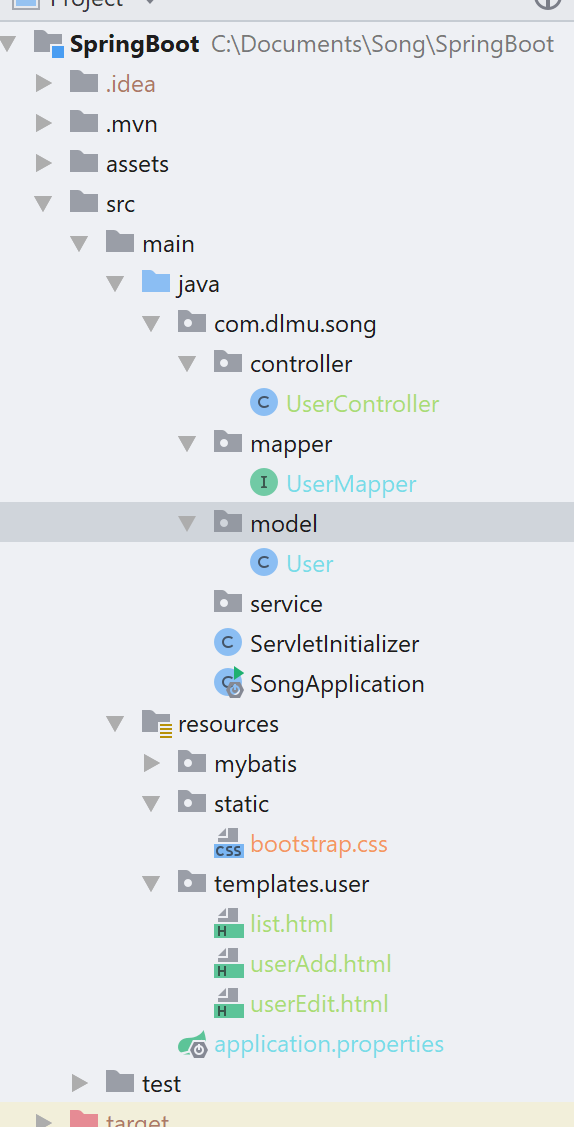 Project
SpringBoot C:\Documents\Song\SpringBoot
.idea
.mvn
assets
src
main
java
com.dlmu.song
controller
C UserController
mapper
I UserMapper
model
C User
service
C ServletInitializer
C SongApplication
resources
mybatis
static
CSS bootstrap.css
templates.user
H list.html
H userAdd.html
H userEdit.html
application.properties
test
target